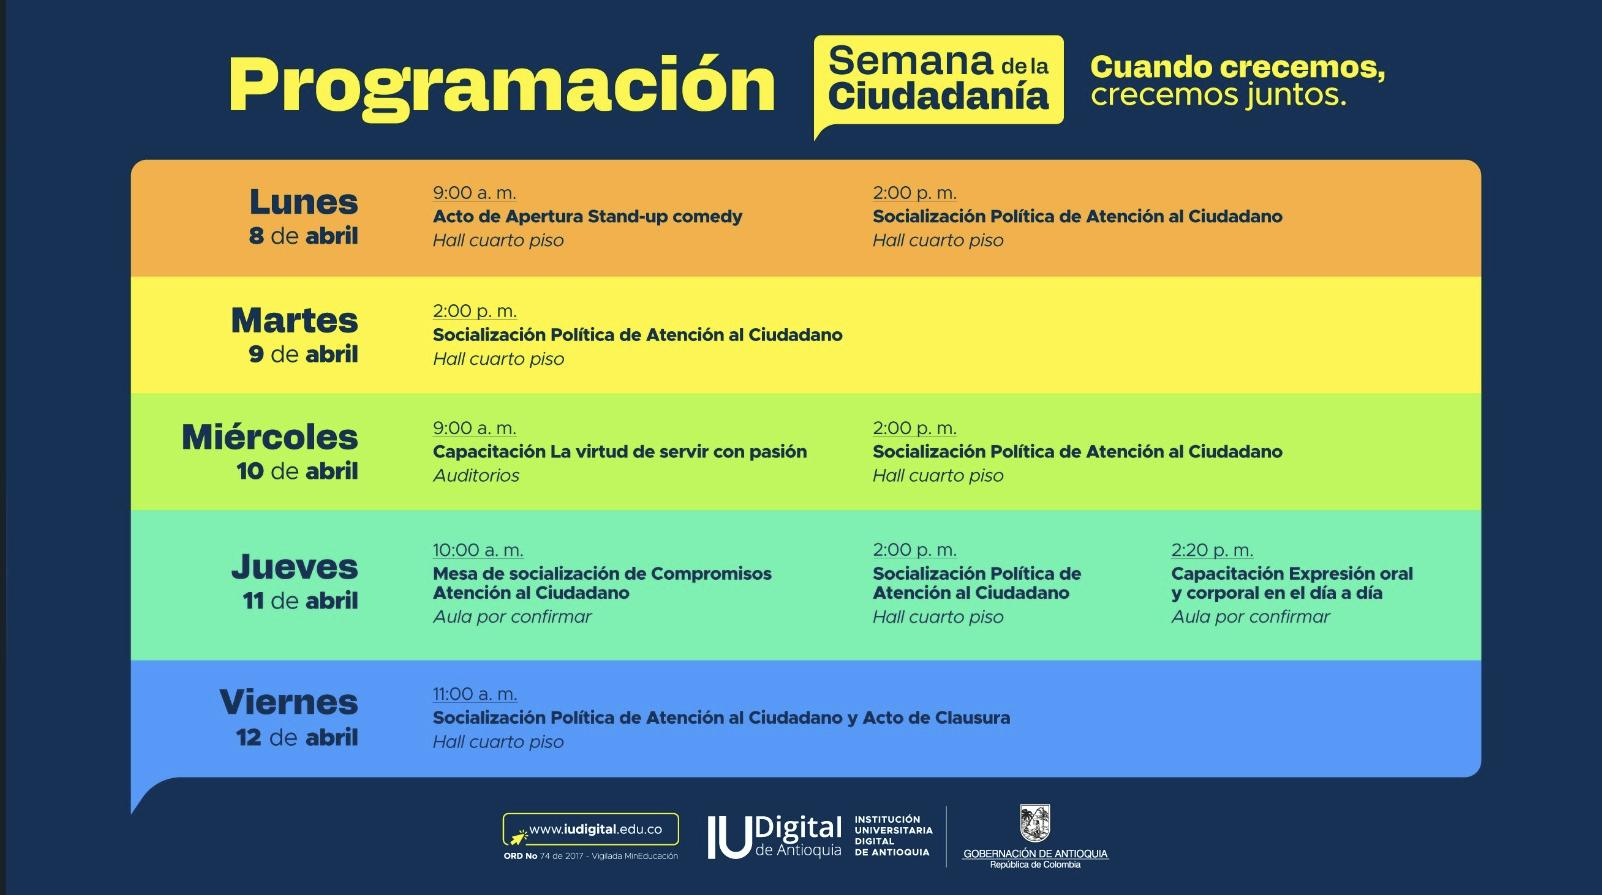 Programación
Semana de la
Ciudadanía
Cuando crecemos,
crecemos juntos.
Lunes
8 de abril
9:00 a. m.
Acto de Apertura Stand-up comedy
Hall cuarto piso
2:00 p. m.
Socialización Política de Atención al Ciudadano
Hall cuarto piso
Martes
9 de abril
2:00 p. m.
Socialización Política de Atención al Ciudadano
Hall cuarto piso
Miércoles
10 de abril
9:00 a. m.
Capacitación La virtud de servir con pasión
Auditorios
2:00 p. m.
Socialización Política de Atención al Ciudadano
Hall cuarto piso
Jueves
11 de abril
10:00 a. m.
Mesa de socialización de Compromisos
Atención al Ciudadano
Aula por confirmar
2:00 p. m.
Socialización Política de
Atención al Ciudadano
Hall cuarto piso
2:20 p. m.
Capacitación Expresión oral
y corporal en el día a día
Aula por confirmar
Viernes
12 de abril
11:00 a. m.
Socialización Política de Atención al Ciudadano y Acto de Clausura
Hall cuarto piso
www.iudigital.edu.co
ORD No 74 de 2017 - Vigilada MinEducación
IU Digital
de Antioquia
INSTITUCIÓN
UNIVERSITARIA
DIGITAL
DE ANTIOQUIA
GOBERNACIÓN DE ANTIOQUIA
República de Colombia